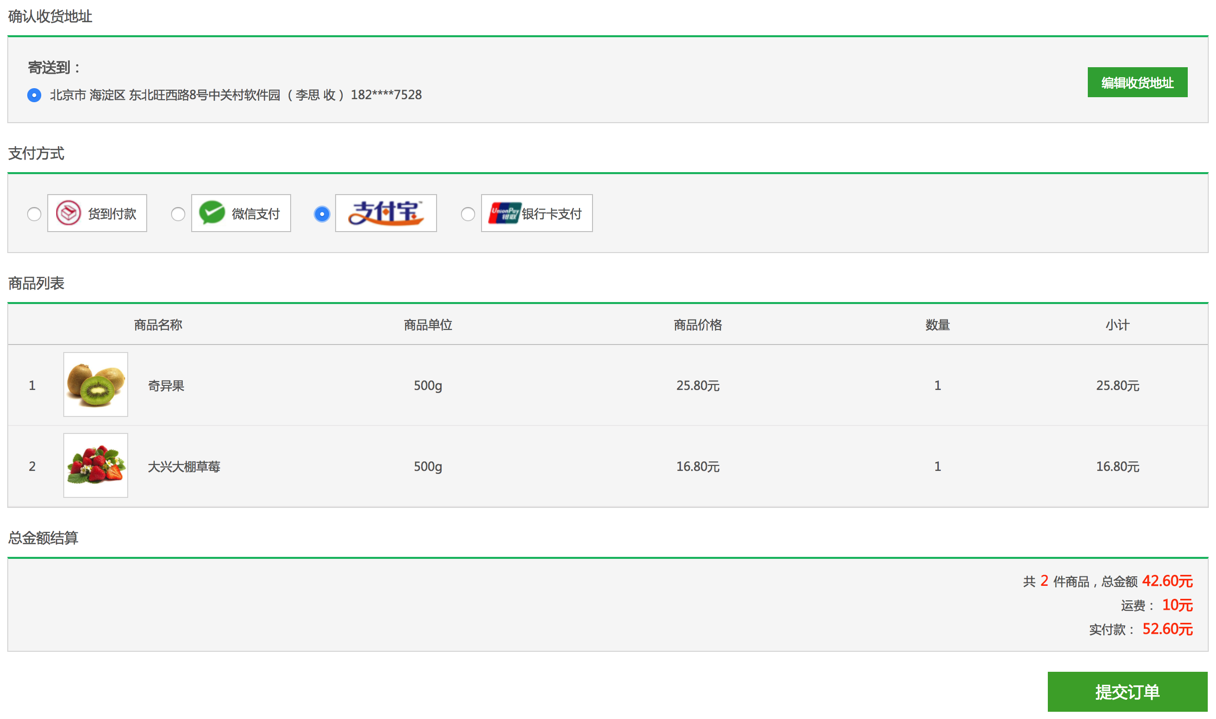 确认收货地址
寄送到：
北京市 海淀区 东北旺西路8号中关村软件园 （ 李思 收 ） 182****7528
编辑收货地址
支付方式
货到付款 微信支付 支付宝™ UnionPay 银联 银行卡支付
商品列表
商品名称 商品单位 商品价格 数量 小计
1 奇异果 500g 25.80元 1 25.80元
2 大兴大棚草莓 500g 16.80元 1 16.80元
总金额结算
共 2 件商品，总金额 42.60元
运费： 10元
实付款： 52.60元
提交订单